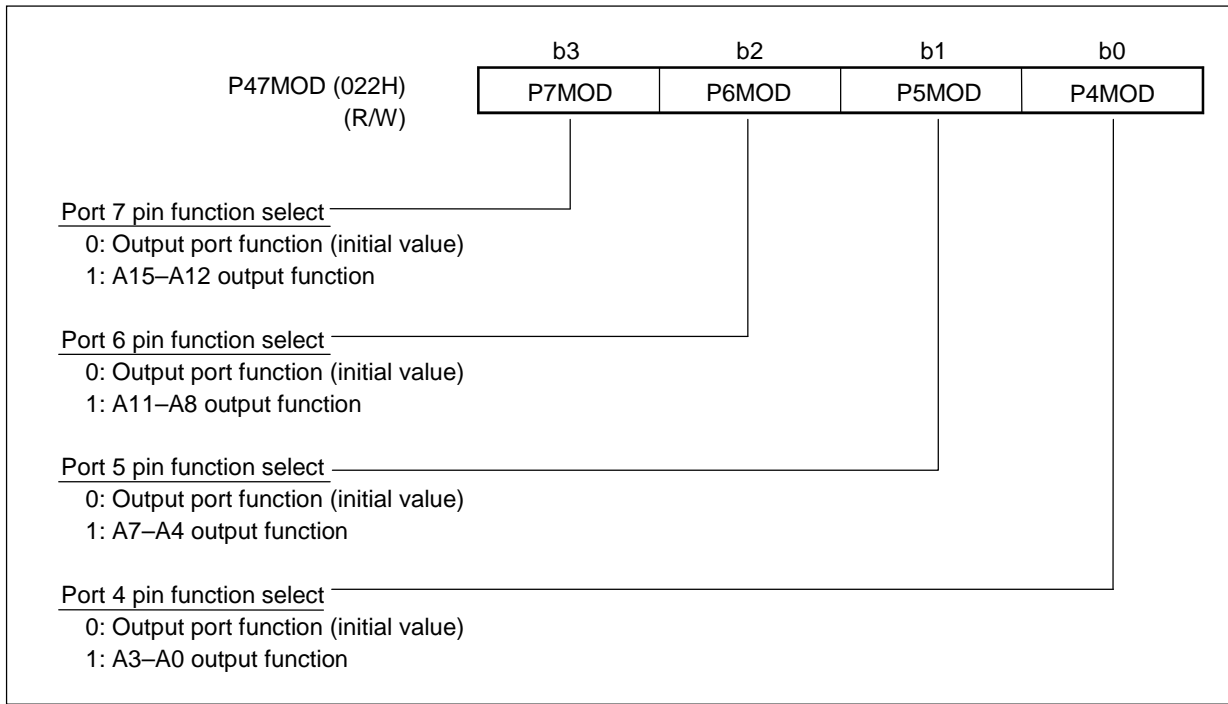 b3 b2 b1 b0
P47MOD (022H) P7MOD P6MOD P5MOD P4MOD
(R/W)
Port 7 pin function select
0: Output port function (initial value)
1: A15–A12 output function
Port 6 pin function select
0: Output port function (initial value)
1: A11–A8 output function
Port 5 pin function select
0: Output port function (initial value)
1: A7–A4 output function
Port 4 pin function select
0: Output port function (initial value)
1: A3–A0 output function